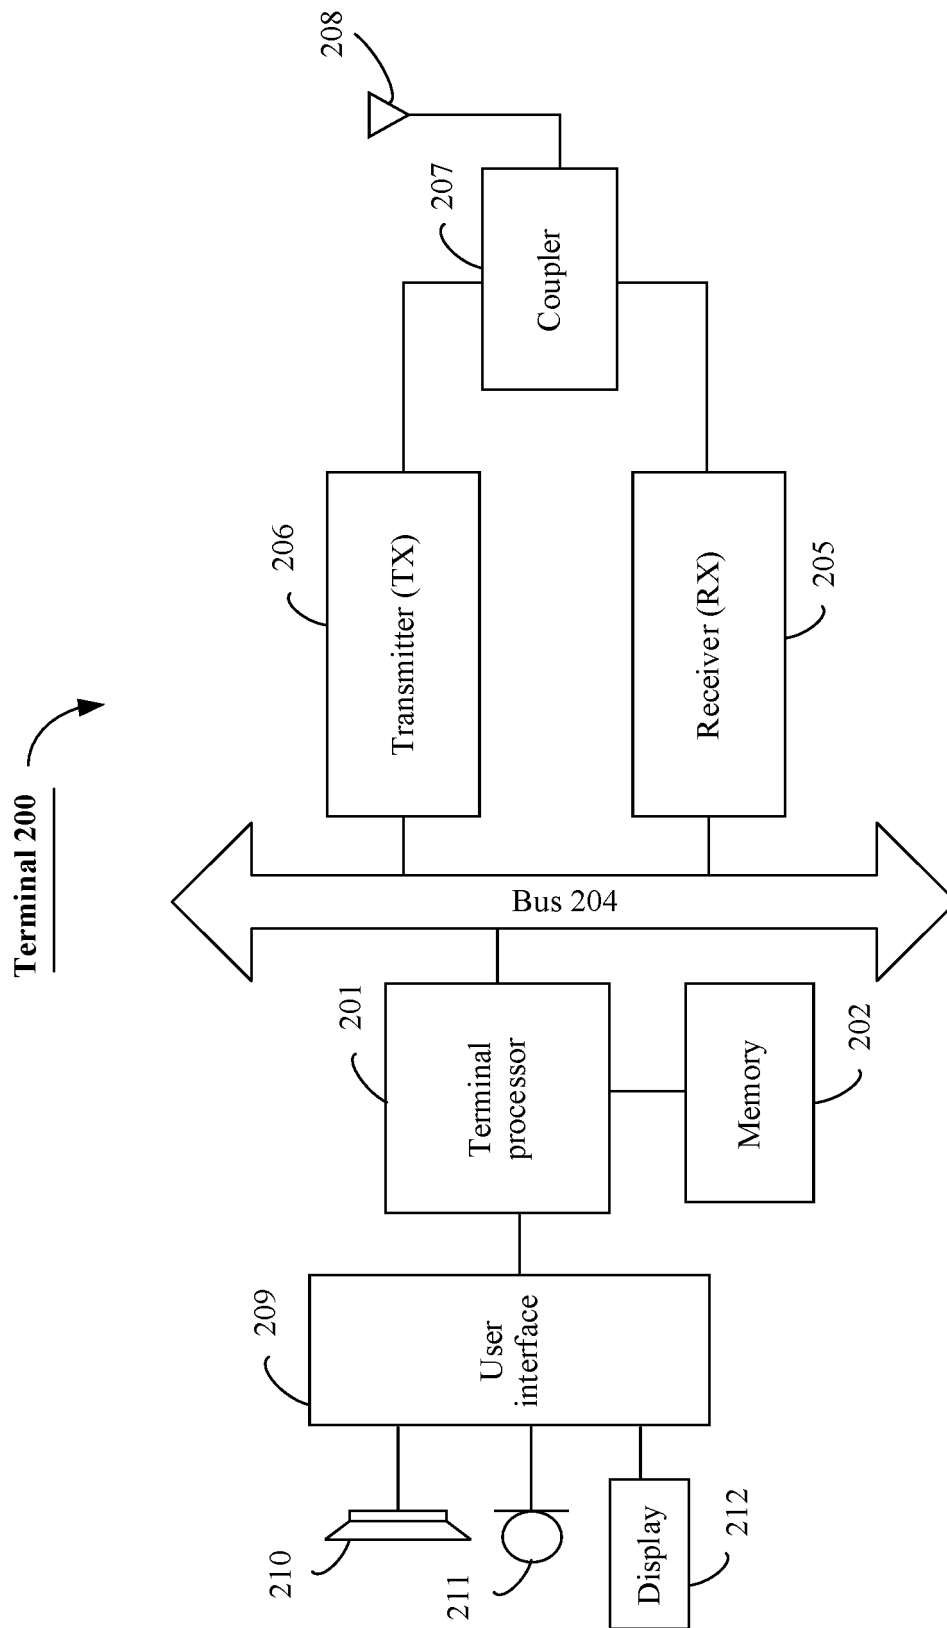 Terminal 200
210
211
Display
212
209
User
interface
201
Terminal
processor
Memory
202
Bus 204
206
Transmitter (TX)
Receiver (RX)
205
207
Coupler
208